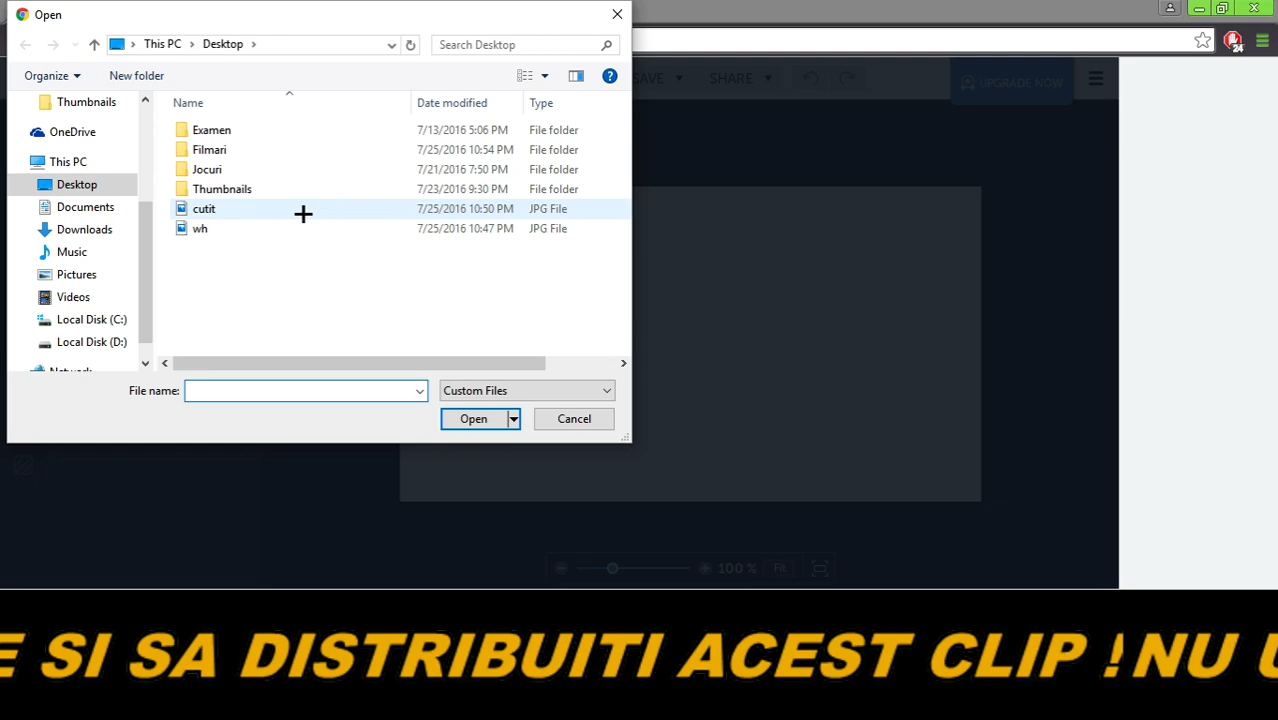 Open
This PC
Desktop
Search Desktop
Organize
New folder
SAVE
SHARE
UPGRADE NOW
24
Name
Date modified
Type
Thumbnails
OneDrive
This PC
Desktop
Documents
Downloads
Music
Pictures
Videos
Local Disk (C:)
Local Disk (D:)
Examen 7/13/2016 5:06 PM File folder
Filmari 7/25/2016 10:54 PM File folder
Jocuri 7/21/2016 7:50 PM File folder
Thumbnails 7/23/2016 9:30 PM File folder
cutit 7/25/2016 10:50 PM JPG File
wh 7/25/2016 10:47 PM JPG File
File name:
Custom Files
Open
Cancel
100 %
Fit
E SI SA DISTRIBUITI ACEST CLIP !NU U